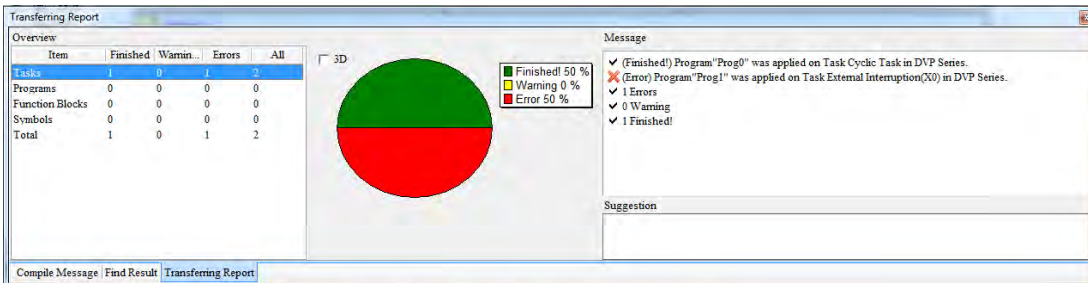 Transferring Report
Overview
Item Finished Warnin... Errors All
Tasks 1 0 1 2
Programs 0 0 0 0
Function Blocks 0 0 0 0
Symbols 0 0 0 0
Total 1 0 1 2
3D
Finished! 50 %
Warning 0 %
Error 50 %
Message
(Finished!) Program"Prog0" was applied on Task Cyclic Task in DVP Series.
(Error) Program"Prog1" was applied on Task External Interruption(X0) in DVP Series.
1 Errors
0 Warning
1 Finished!
Suggestion
Compile Message Find Result Transferring Report